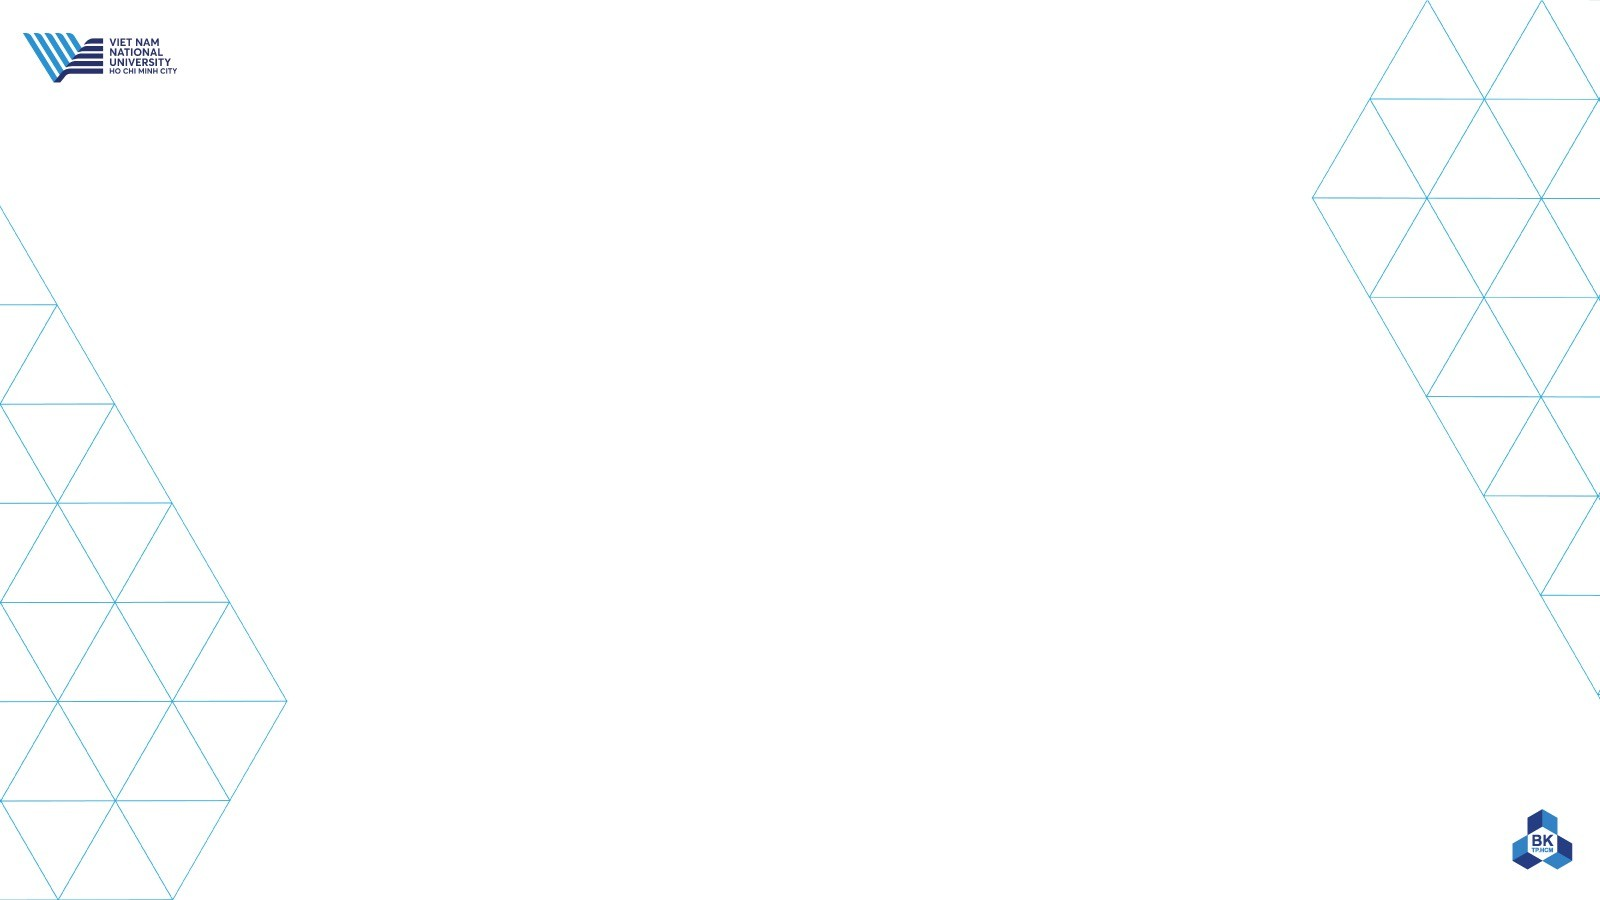 VIET NAM
NATIONAL
UNIVERSITY
HO CHI MINH CITY
BK
TP.HCM